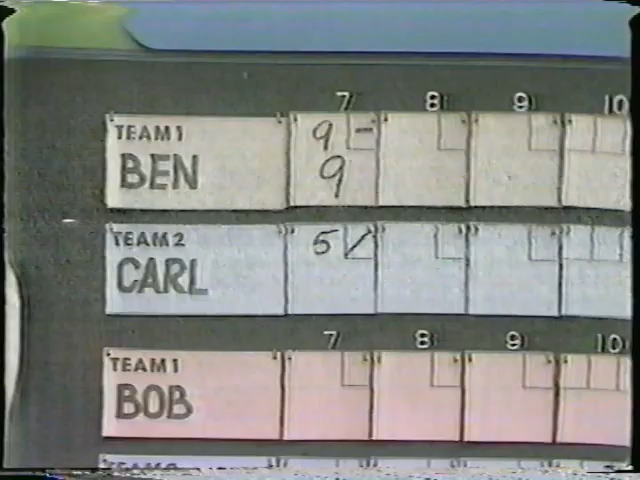 7 8 9 10
TEAM 1 9 -
BEN 9
TEAM 2 5 /
CARL
7 8 9 10
TEAM 1
BOB